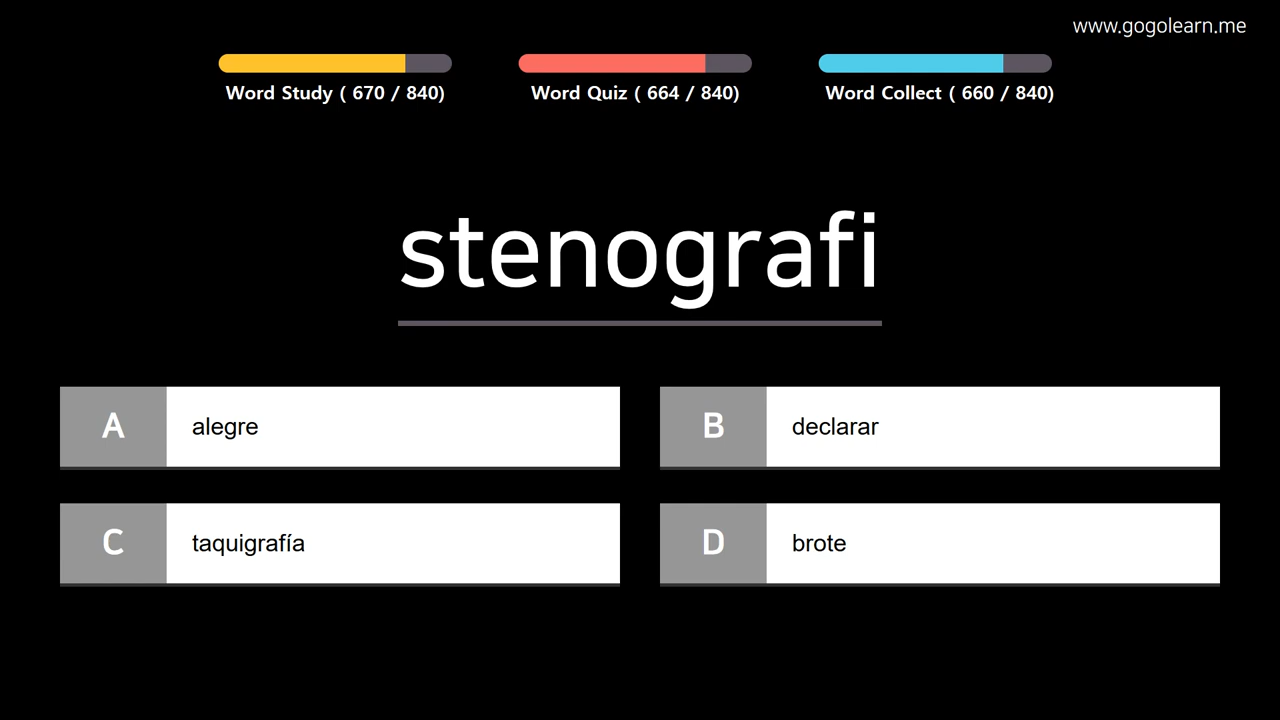 www.gogolearn.me
Word Study ( 670 / 840)
Word Quiz ( 664 / 840)
Word Collect ( 660 / 840)
stenografi
A alegre
B declarar
C taquigrafía
D brote